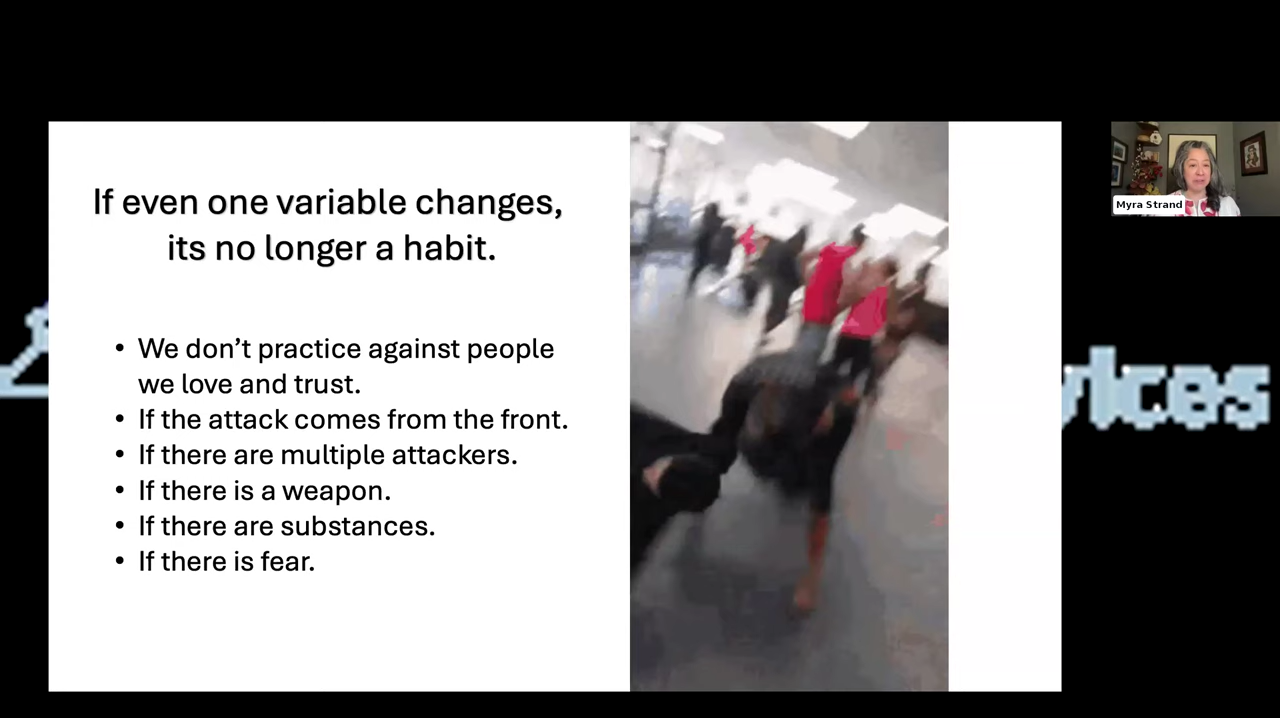 If even one variable changes,
its no longer a habit.
• We don’t practice against people
we love and trust.
• If the attack comes from the front.
• If there are multiple attackers.
• If there is a weapon.
• If there are substances.
• If there is fear.
Myra Strand
vices